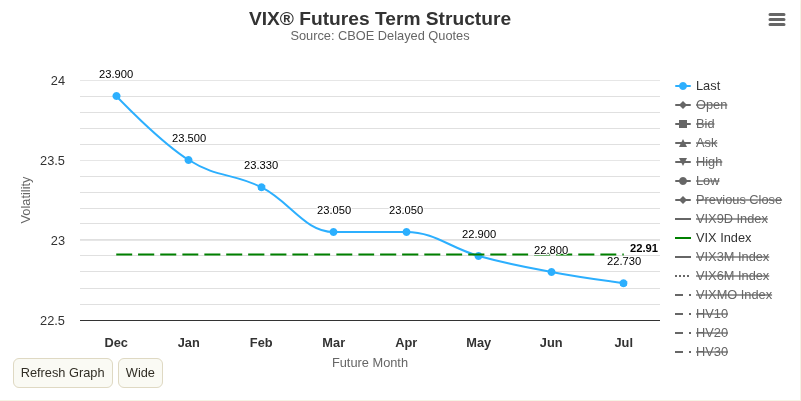 VIX® Futures Term Structure
Source: CBOE Delayed Quotes
Volatility
24
23.5
23
22.5
23.900
23.500
23.330
23.050
23.050
22.900
22.800
22.730
22.91
Dec
Jan
Feb
Mar
Apr
May
Jun
Jul
Future Month
Last
Open
Bid
Ask
High
Low
Previous Close
VIX9D Index
VIX Index
VIX3M Index
VIX6M Index
VIXMO Index
HV10
HV20
HV30
Refresh Graph
Wide